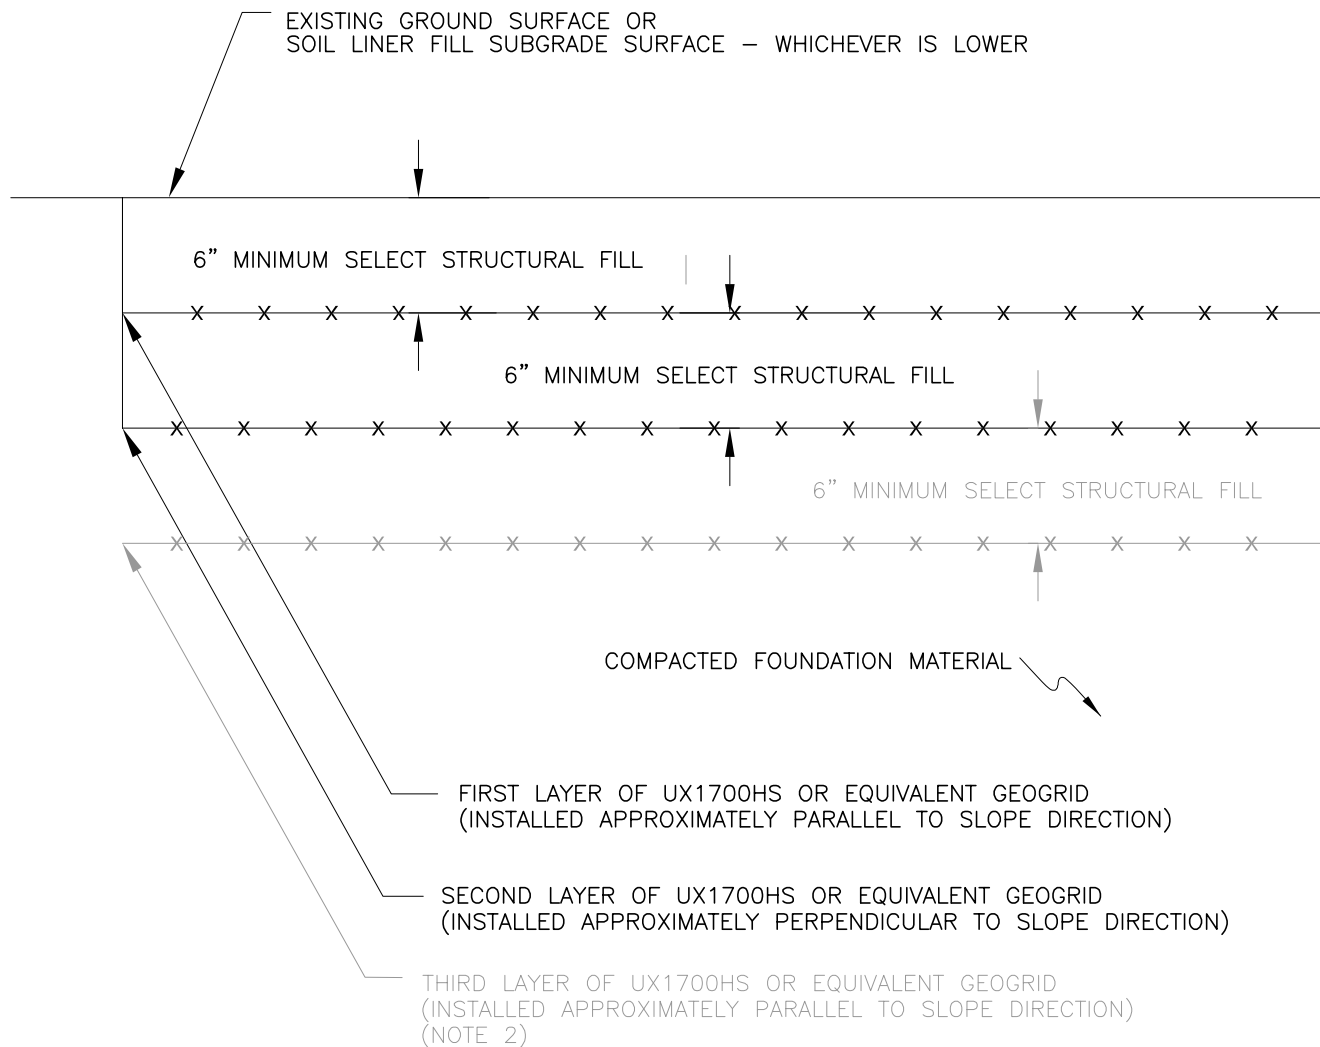 EXISTING GROUND SURFACE OR
SOIL LINER FILL SUBGRADE SURFACE – WHICHEVER IS LOWER
6” MINIMUM SELECT STRUCTURAL FILL
6” MINIMUM SELECT STRUCTURAL FILL
6” MINIMUM SELECT STRUCTURAL FILL
COMPACTED FOUNDATION MATERIAL
FIRST LAYER OF UX1700HS OR EQUIVALENT GEOGRID
(INSTALLED APPROXIMATELY PARALLEL TO SLOPE DIRECTION)
SECOND LAYER OF UX1700HS OR EQUIVALENT GEOGRID
(INSTALLED APPROXIMATELY PERPENDICULAR TO SLOPE DIRECTION)
THIRD LAYER OF UX1700HS OR EQUIVALENT GEOGRID
(INSTALLED APPROXIMATELY PARALLEL TO SLOPE DIRECTION)
(NOTE 2)